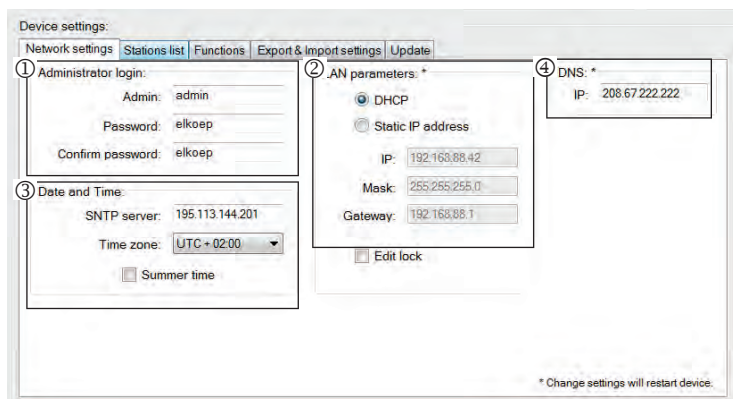 Device settings:
Network settings Stations list Functions Export & Import settings Update
① Administrator login:
Admin: admin
Password: elkoep
Confirm password: elkoep
② LAN parameters: *
DHCP
Static IP address
IP: 192.168.88.42
Mask: 255.255.255.0
Gateway: 192.168.88.1
Edit lock
③ Date and Time:
SNTP server: 195.113.144.201
Time zone: UTC + 02:00
Summer time
④ DNS: *
IP: 208.67.222.222
* Change settings will restart device.